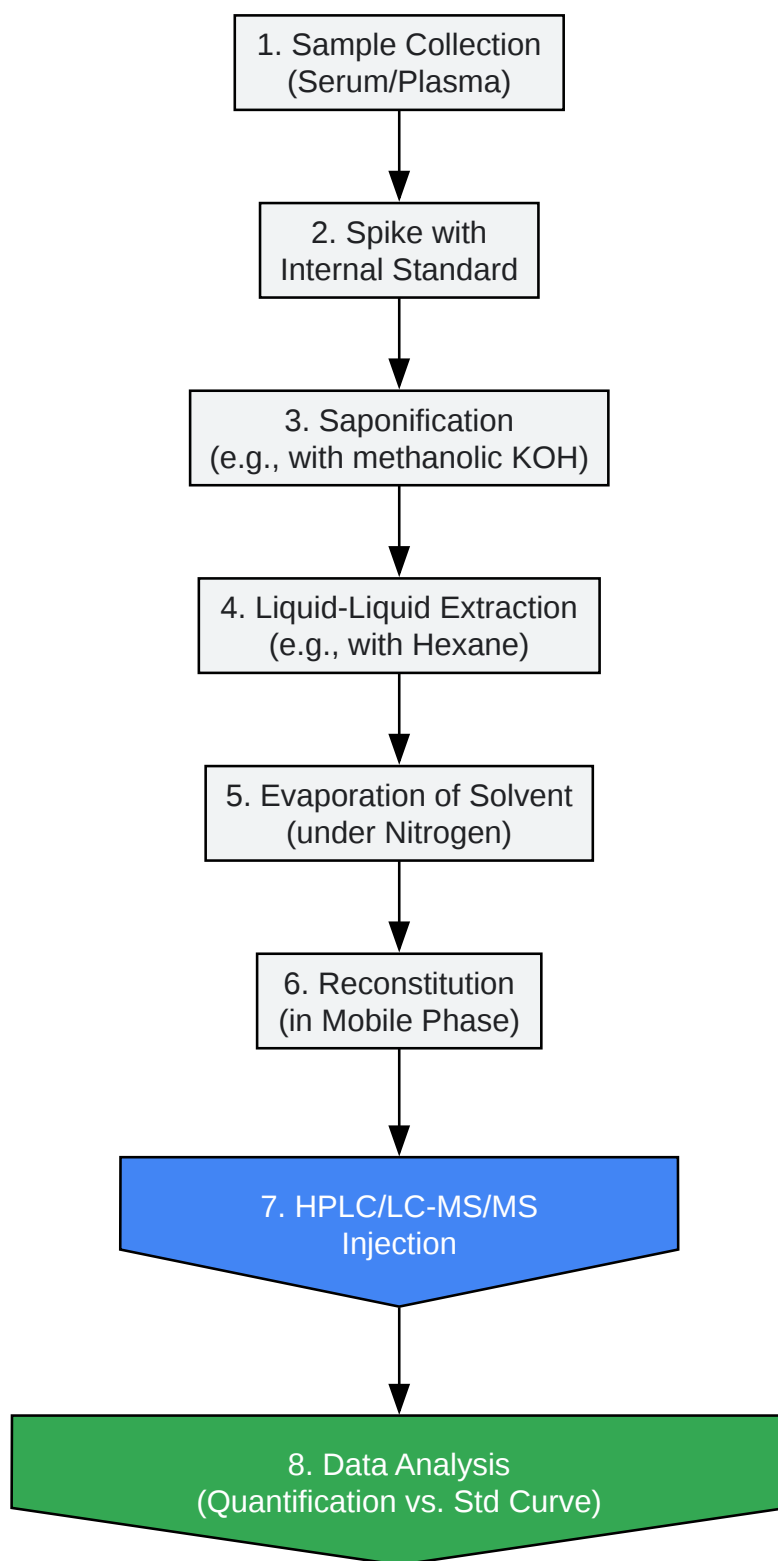 1. Sample Collection
(Serum/Plasma)
2. Spike with
Internal Standard
3. Saponification
(e.g., with methanolic KOH)
4. Liquid-Liquid Extraction
(e.g., with Hexane)
5. Evaporation of Solvent
(under Nitrogen)
6. Reconstitution
(in Mobile Phase)
7. HPLC/LC-MS/MS
Injection
8. Data Analysis
(Quantification vs. Std Curve)